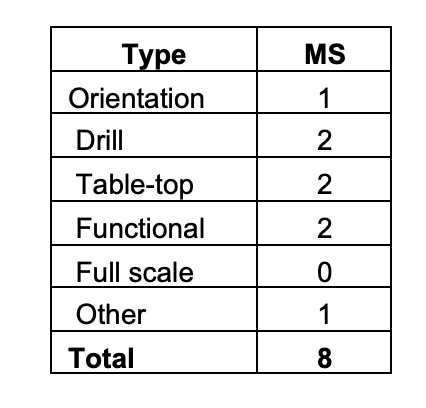 Type MS
Orientation 1
Drill 2
Table-top 2
Functional 2
Full scale 0
Other 1
Total 8